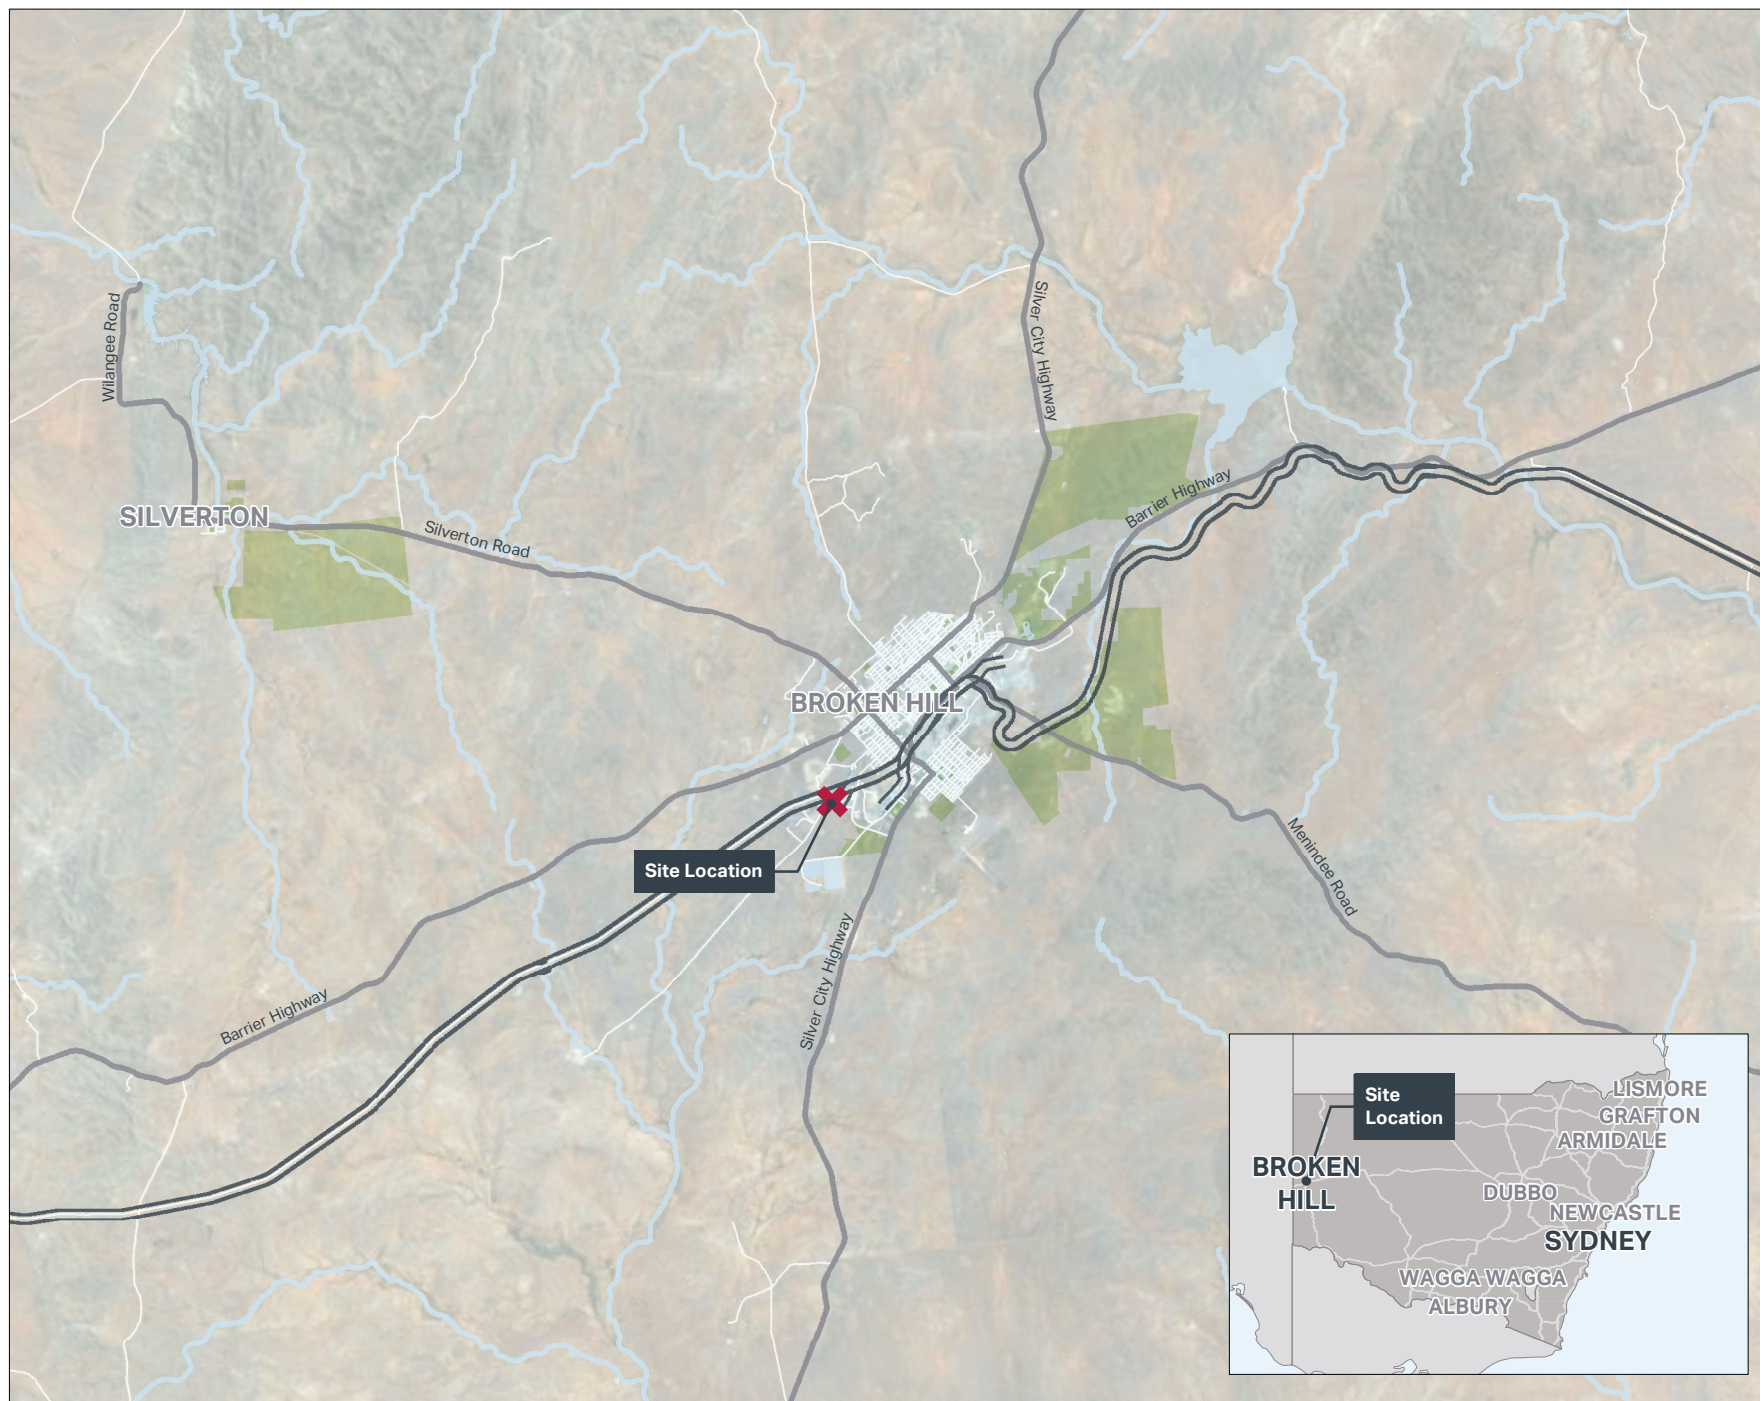 Wilangee Road
Silver City Highway
Barrier Highway
SILVERTON
Silverton Road
BROKEN HILL
Site Location
Menindee Road
Silver City Highway
Barrier Highway
Site
Location
LISMORE
GRAFTON
ARMIDALE
BROKEN
HILL
DUBBO
NEWCASTLE
SYDNEY
WAGGA WAGGA
ALBURY